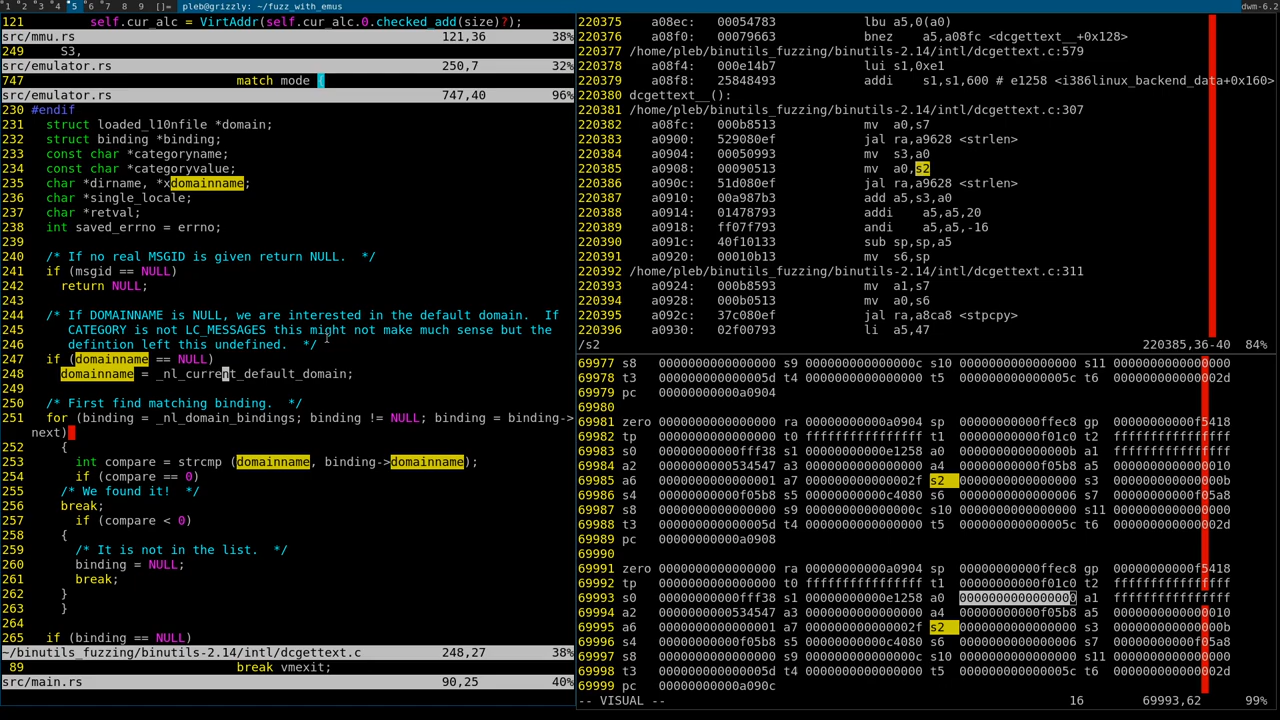 1 2 3 4 5 6 7 8 9 []= pleb@grizzly: ~/fuzz_with_emus dwm-6.2
121 self.cur_alc = VirtAddr(self.cur_alc.0.checked_add(size)?);
src/mmu.rs 121,36 38%
249 S3,
src/emulator.rs 250,7 32%
747 match mode {
src/emulator.rs 747,40 96%
230 #endif
231 struct loaded_l10nfile *domain;
232 struct binding *binding;
233 const char *categoryname;
234 const char *categoryvalue;
235 char *dirname, *xdomainname;
236 char *single_locale;
237 char *retval;
238 int saved_errno = errno;
239
240 /* If no real MSGID is given return NULL. */
241 if (msgid == NULL)
242 return NULL;
243
244 /* If DOMAINNAME is NULL, we are interested in the default domain. If
245 CATEGORY is not LC_MESSAGES this might not make much sense but the
246 defintion left this undefined. */
247 if (domainname == NULL)
248 domainname = _nl_current_default_domain;
249
250 /* First find matching binding. */
251 for (binding = _nl_domain_bindings; binding != NULL; binding = binding->
next)
252 {
253 int compare = strcmp (domainname, binding->domainname);
254 if (compare == 0)
255 /* We found it! */
256 break;
257 if (compare < 0)
258 {
259 /* It is not in the list. */
260 binding = NULL;
261 break;
262 }
263 }
264
265 if (binding == NULL)
~/binutils_fuzzing/binutils-2.14/intl/dcgettext.c 248,27 38%
89 break vmexit;
src/main.rs 90,25 40%
220375 a08ec: 00054783 lbu a5,0(a0)
220376 a08f0: 00079663 bnez a5,a08fc <dcgettext__+0x128>
220377 /home/pleb/binutils_fuzzing/binutils-2.14/intl/dcgettext.c:579
220378 a08f4: 000e14b7 lui s1,0xe1
220379 a08f8: 25848493 addi s1,s1,600 # e1258 <i386linux_backend_data+0x160>
220380 dcgettext__():
220381 /home/pleb/binutils_fuzzing/binutils-2.14/intl/dcgettext.c:307
220382 a08fc: 000b8513 mv a0,s7
220383 a0900: 529080ef jal ra,a9628 <strlen>
220384 a0904: 00050993 mv s3,a0
220385 a0908: 00090513 mv a0,s2
220386 a090c: 51d080ef jal ra,a9628 <strlen>
220387 a0910: 00a987b3 add a5,s3,a0
220388 a0914: 01478793 addi a5,a5,20
220389 a0918: ff07f793 andi a5,a5,-16
220390 a091c: 40f10133 sub sp,sp,a5
220391 a0920: 00010b13 mv s6,sp
220392 /home/pleb/binutils_fuzzing/binutils-2.14/intl/dcgettext.c:311
220393 a0924: 000b8593 mv a1,s7
220394 a0928: 000b0513 mv a0,s6
220395 a092c: 37c080ef jal ra,a8ca8 <stpcpy>
220396 a0930: 02f00793 li a5,47
/s2 220385,36-40 84%
69977 s8 0000000000000000 s9 000000000000000c s10 0000000000000000 s11 0000000000000000
69978 t3 000000000000005d t4 0000000000000000 t5 000000000000005c t6 000000000000002d
69979 pc 00000000000a0904
69980
69981 zero 0000000000000000 ra 00000000000a0904 sp 00000000000ffec8 gp 00000000000f5418
69982 tp 0000000000000000 t0 ffffffffffffffff t1 00000000000f01c0 t2 ffffffffffffffff
69983 s0 00000000000fff38 s1 00000000000e1258 a0 000000000000000b a1 ffffffffffffffff
69984 a2 0000000000534547 a3 0000000000000000 a4 00000000000f05b8 a5 0000000000000010
69985 a6 0000000000000001 a7 000000000000002f s2 0000000000000000 s3 000000000000000b
69986 s4 00000000000f05b8 s5 00000000000c4080 s6 0000000000000006 s7 00000000000f05a8
69987 s8 0000000000000000 s9 000000000000000c s10 0000000000000000 s11 0000000000000000
69988 t3 000000000000005d t4 0000000000000000 t5 000000000000005c t6 000000000000002d
69989 pc 00000000000a0908
69990
69991 zero 0000000000000000 ra 00000000000a0904 sp 00000000000ffec8 gp 00000000000f5418
69992 tp 0000000000000000 t0 ffffffffffffffff t1 00000000000f01c0 t2 ffffffffffffffff
69993 s0 00000000000fff38 s1 00000000000e1258 a0 0000000000000000 a1 ffffffffffffffff
69994 a2 0000000000534547 a3 0000000000000000 a4 00000000000f05b8 a5 0000000000000010
69995 a6 0000000000000001 a7 000000000000002f s2 0000000000000000 s3 000000000000000b
69996 s4 00000000000f05b8 s5 00000000000c4080 s6 0000000000000006 s7 00000000000f05a8
69997 s8 0000000000000000 s9 000000000000000c s10 0000000000000000 s11 0000000000000000
69998 t3 000000000000005d t4 0000000000000000 t5 000000000000005c t6 000000000000002d
69999 pc 00000000000a090c
-- VISUAL -- 16 69993,62 99%